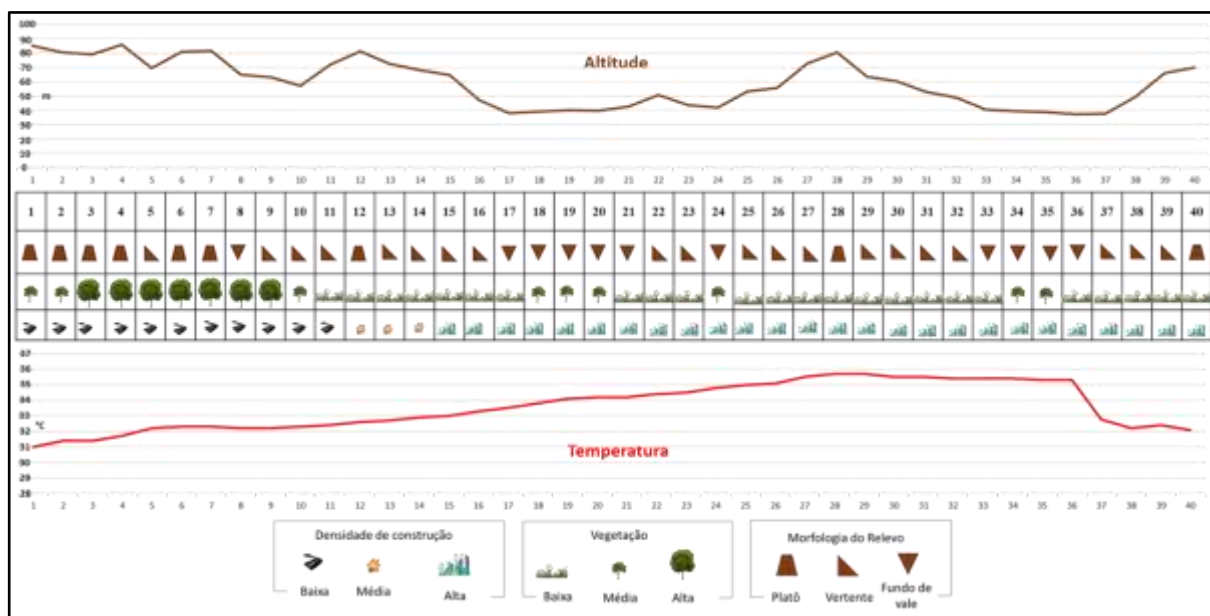 100
90
80
70
60
50 m
40
30
20
10
0
Altitude
1 2 3 4 5 6 7 8 9 10 11 12 13 14 15 16 17 18 19 20 21 22 23 24 25 26 27 28 29 30 31 32 33 34 35 36 37 38 39 40
1 2 3 4 5 6 7 8 9 10 11 12 13 14 15 16 17 18 19 20 21 22 23 24 25 26 27 28 29 30 31 32 33 34 35 36 37 38 39 40
37
36
35
34
33
°C
32
31
30
29
28
Temperatura
1 2 3 4 5 6 7 8 9 10 11 12 13 14 15 16 17 18 19 20 21 22 23 24 25 26 27 28 29 30 31 32 33 34 35 36 37 38 39 40
Densidade de construção
Baixa Média Alta
Vegetação
Baixa Média Alta
Morfologia do Relevo
Platô Vertente Fundo de
vale